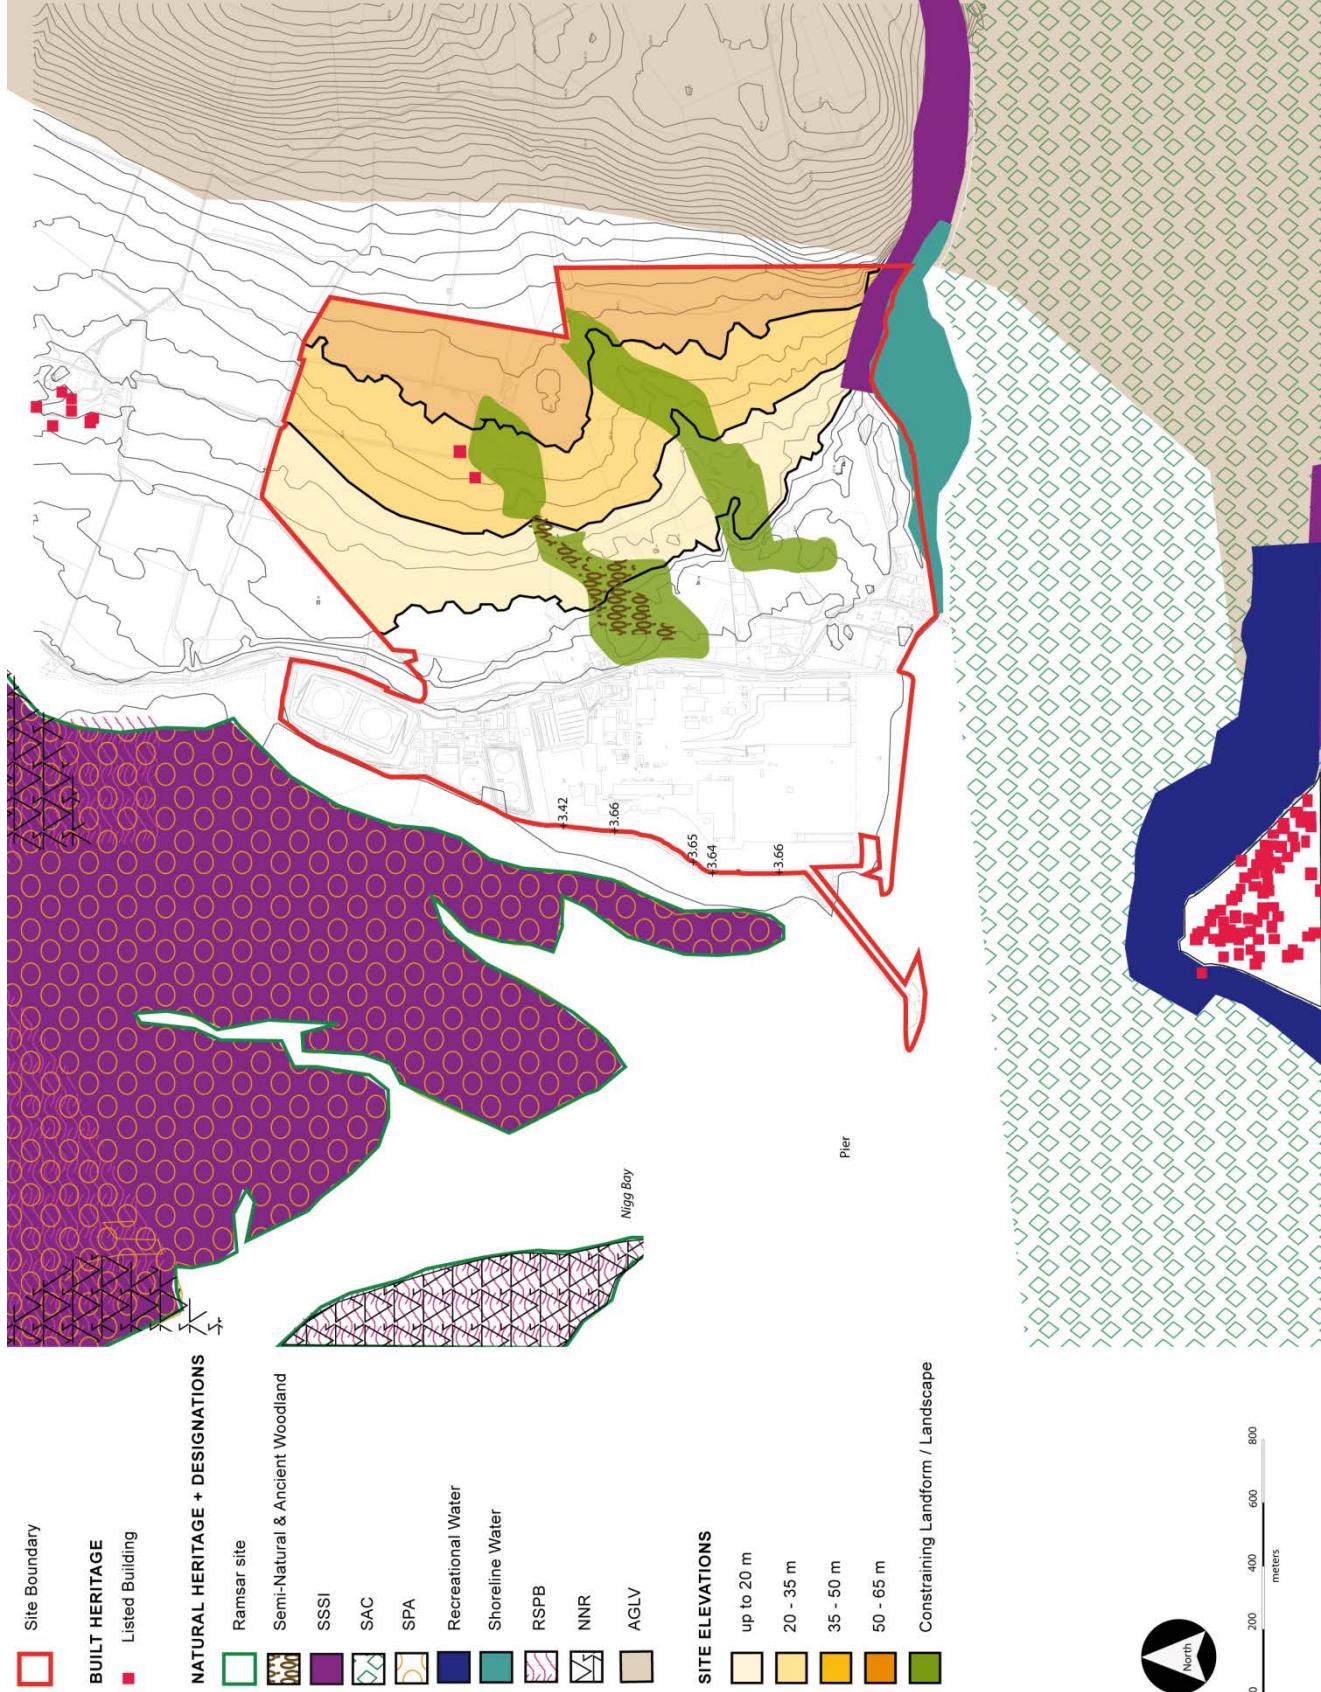 Site Boundary
BUILT HERITAGE
Listed Building
NATURAL HERITAGE + DESIGNATIONS
Ramsar site
Semi-Natural & Ancient Woodland
SSSI
SAC
SPA
Recreational Water
Shoreline Water
RSPB
NNR
AGLV
SITE ELEVATIONS
up to 20 m
20 - 35 m
35 - 50 m
50 - 65 m
Constraining Landform / Landscape
North
0 200 400 600 800
meters
Nigg Bay
Pier
+3.42
+3.66
+3.65
+3.64
+3.66